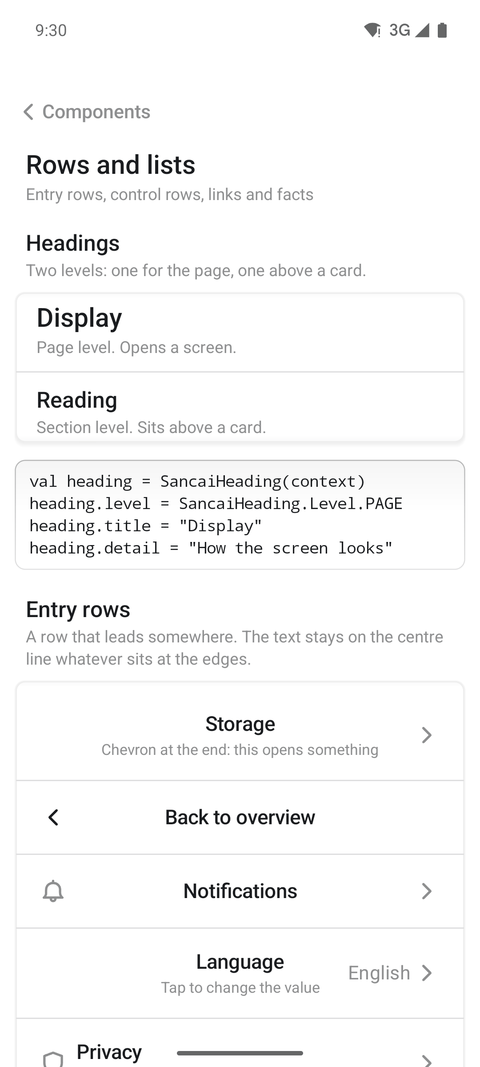 9:30
3G
Components
Rows and lists
Entry rows, control rows, links and facts
Headings
Two levels: one for the page, one above a card.
Display
Page level. Opens a screen.
Reading
Section level. Sits above a card.
val heading = SancaiHeading(context)
heading.level = SancaiHeading.Level.PAGE
heading.title = "Display"
heading.detail = "How the screen looks"
Entry rows
A row that leads somewhere. The text stays on the centre
line whatever sits at the edges.
Storage
Chevron at the end: this opens something
Back to overview
Notifications
Language
English
Tap to change the value
Privacy